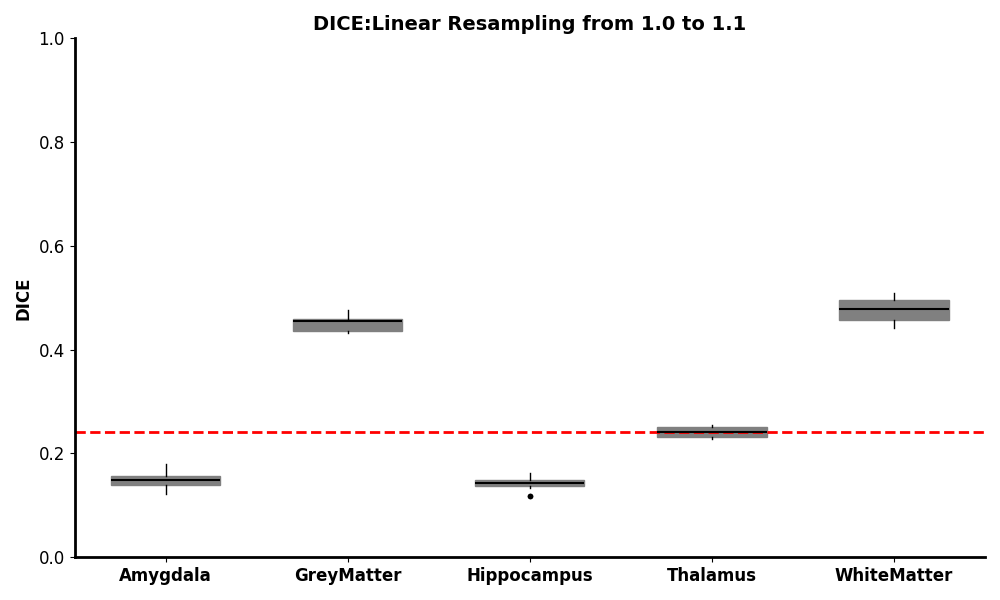 DICE:Linear Resampling from 1.0 to 1.1
1.0
0.8
0.6
0.4
0.2
0.0
DICE
Amygdala GreyMatter Hippocampus Thalamus WhiteMatter